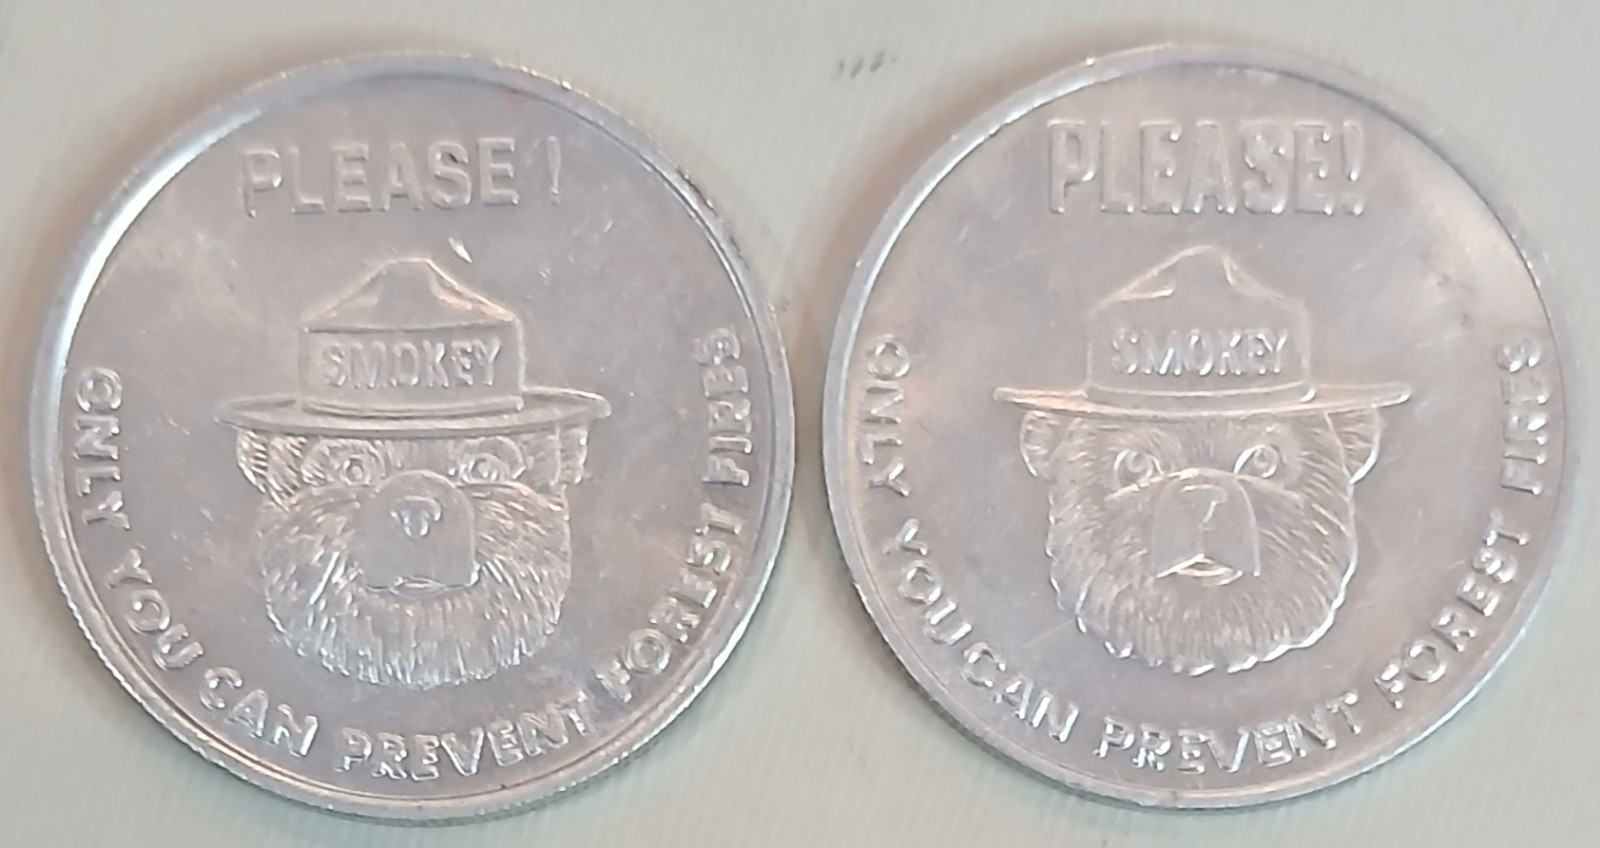 PLEASE !
SMOKEY
ONLY YOU CAN PREVENT FOREST FIRES
PLEASE!
SMOKEY
ONLY YOU CAN PREVENT FOREST FIRES